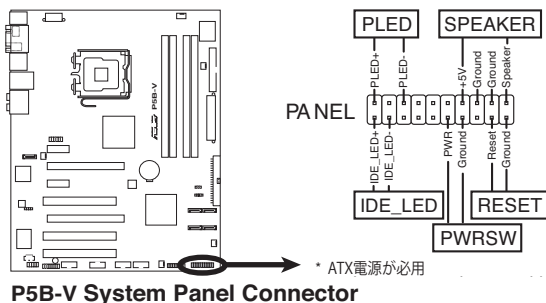 PLED
SPEAKER
PLED+
PLED-
+5V
Ground
Ground
Speaker
PANEL
IDE_LED+
IDE_LED-
PWR
Ground
Reset
Ground
IDE_LED
RESET
PWRSW
P5B-V
* ATX電源が必用
P5B-V System Panel Connector